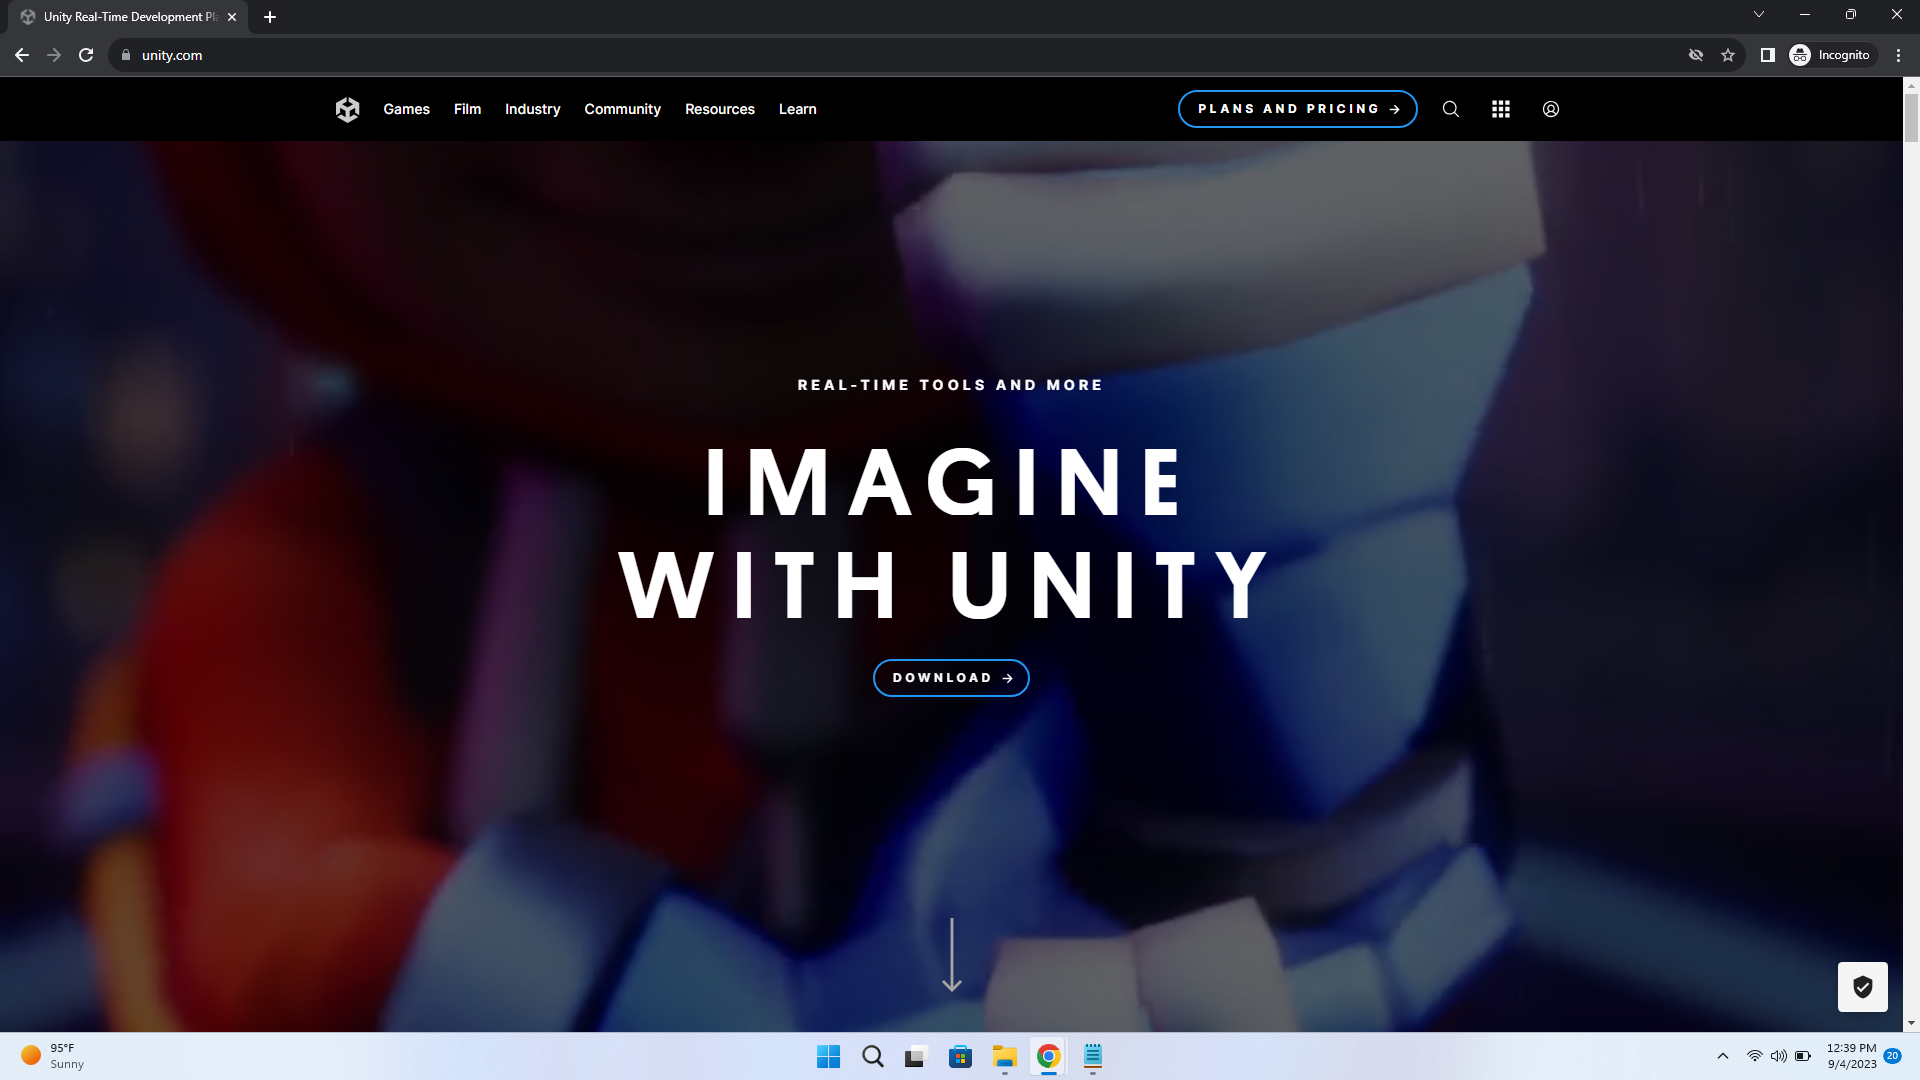 Unity Real-Time Development Pl
unity.com
Incognito
Games Film Industry Community Resources Learn
PLANS AND PRICING →
REAL-TIME TOOLS AND MORE
IMAGINE
WITH UNITY
DOWNLOAD →
95°F
Sunny
12:39 PM
9/4/2023
20